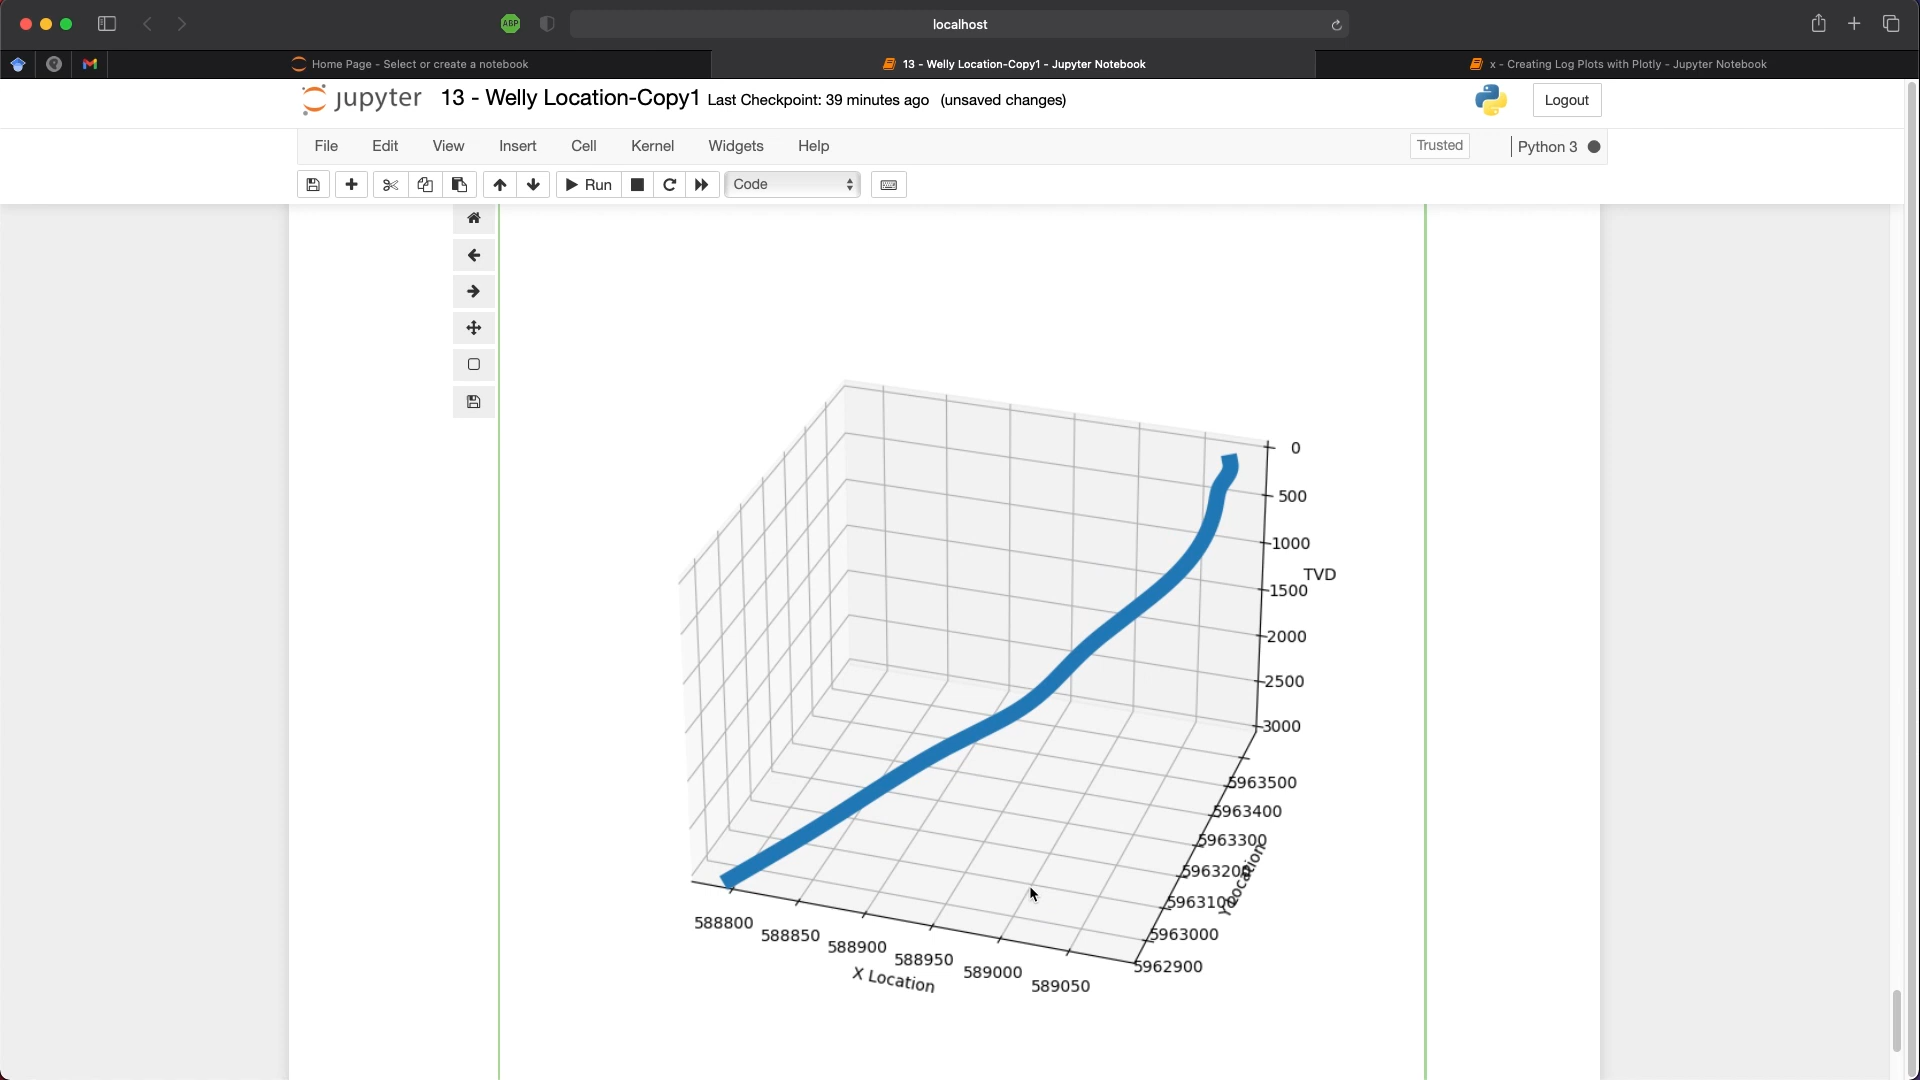 ABP
localhost
Home Page - Select or create a notebook
13 - Welly Location-Copy1 - Jupyter Notebook
x - Creating Log Plots with Plotly - Jupyter Notebook
jupyter 13 - Welly Location-Copy1 Last Checkpoint: 39 minutes ago (unsaved changes)
Logout
File Edit View Insert Cell Kernel Widgets Help
Trusted
Python 3
Run
Code
0
500
1000
TVD
1500
2000
2500
3000
5963500
5963400
5963300
5963200
5963100
5963000
5962900
Y Location
588800
588850
588900
588950
589000
589050
X Location